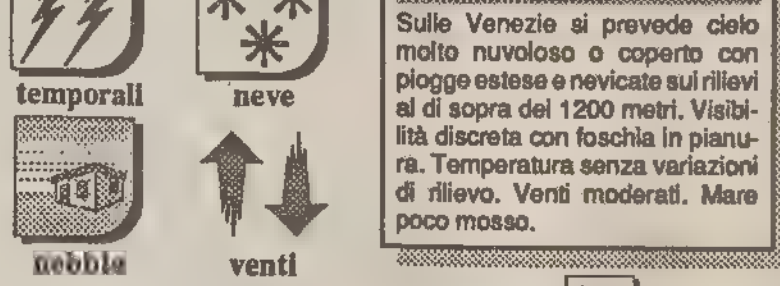 temporali
neve
nebbie
venti
Sulle Venezie si prevede cielo
molto nuvoloso o coperto con
piogge estese e nevicate sui rilievi
al di sopra dei 1200 metri. Visibi-
lità discreta con foschia in pianu-
ra. Temperatura senza variazioni
di rilievo. Venti moderati. Mare
poco mosso.